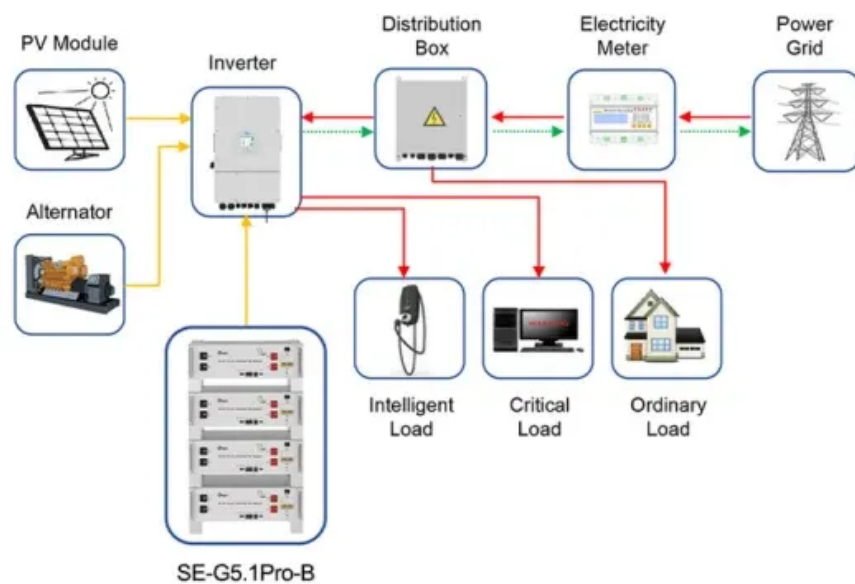 PV Module
Inverter
Distribution
Box
Electricity
Meter
Power
Grid
Alternator
Intelligent
Load
Critical
Load
Ordinary
Load
SE-G5.1Pro-B